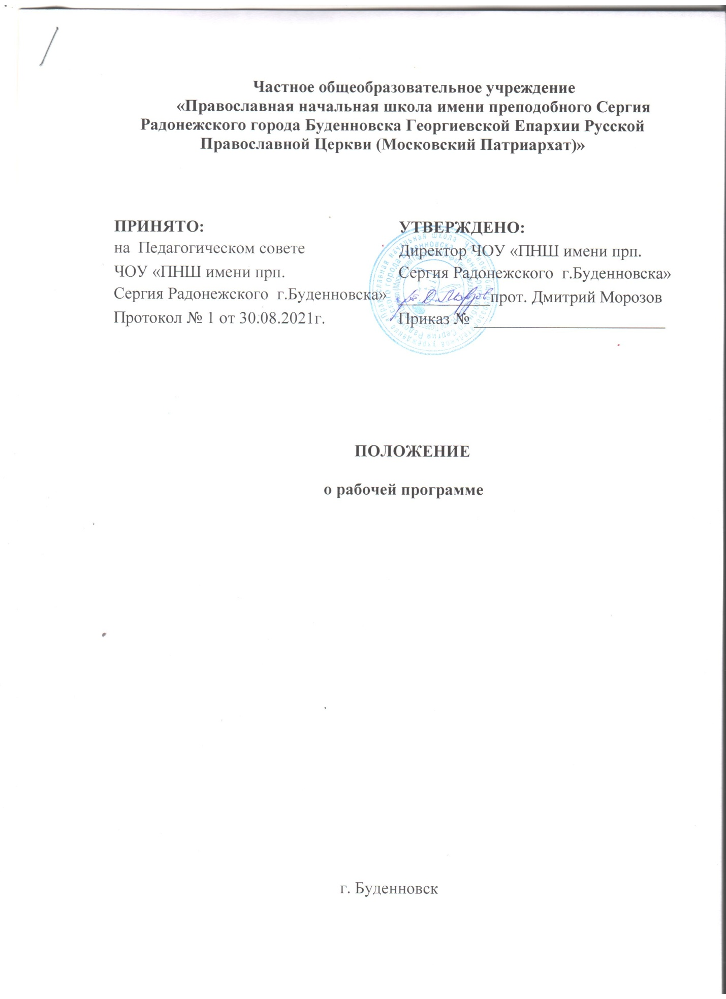 Частное общеобразовательное учреждение
«Православная начальная школа имени преподобного Сергия
Радонежского города Буденновска Георгиевской Епархии Русской
Православной Церкви (Московский Патриархат)»
ПРИНЯТО:
на Педагогическом совете
ЧОУ «ПНШ имени прп.
Сергия Радонежского г.Буденновска»
Протокол № 1 от 30.08.2021г.
УТВЕРЖДЕНО:
Директор ЧОУ «ПНШ имени прп.
Сергия Радонежского г.Буденновска»
___________прот. Дмитрий Морозов
Приказ № _______________________
ПОЛОЖЕНИЕ
о рабочей программе
г. Буденновск